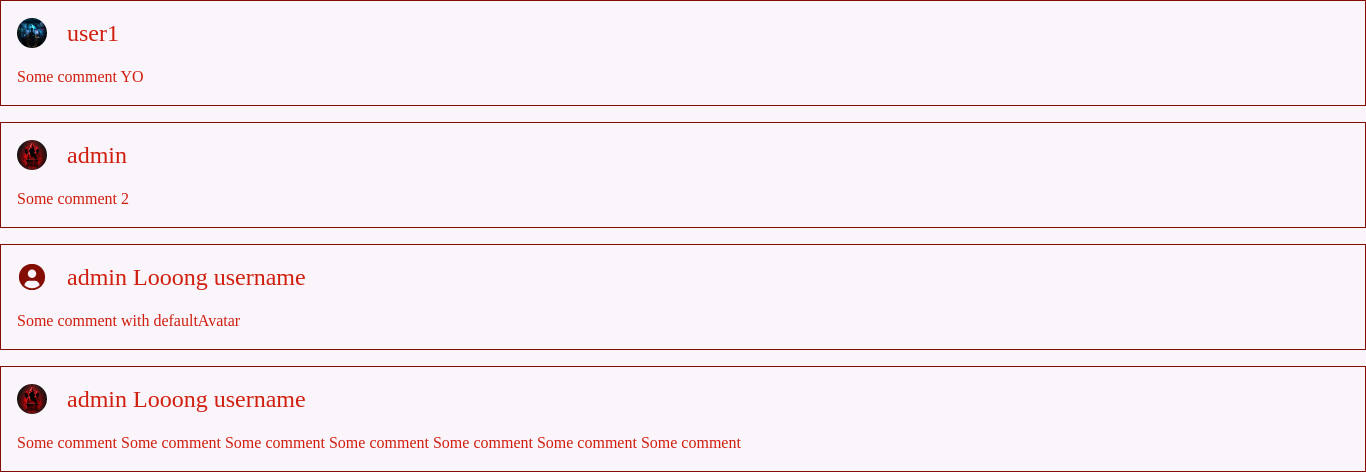 user1
Some comment YO
admin
Some comment 2
admin Looong username
Some comment with defaultAvatar
admin Looong username
Some comment Some comment Some comment Some comment Some comment Some comment Some comment